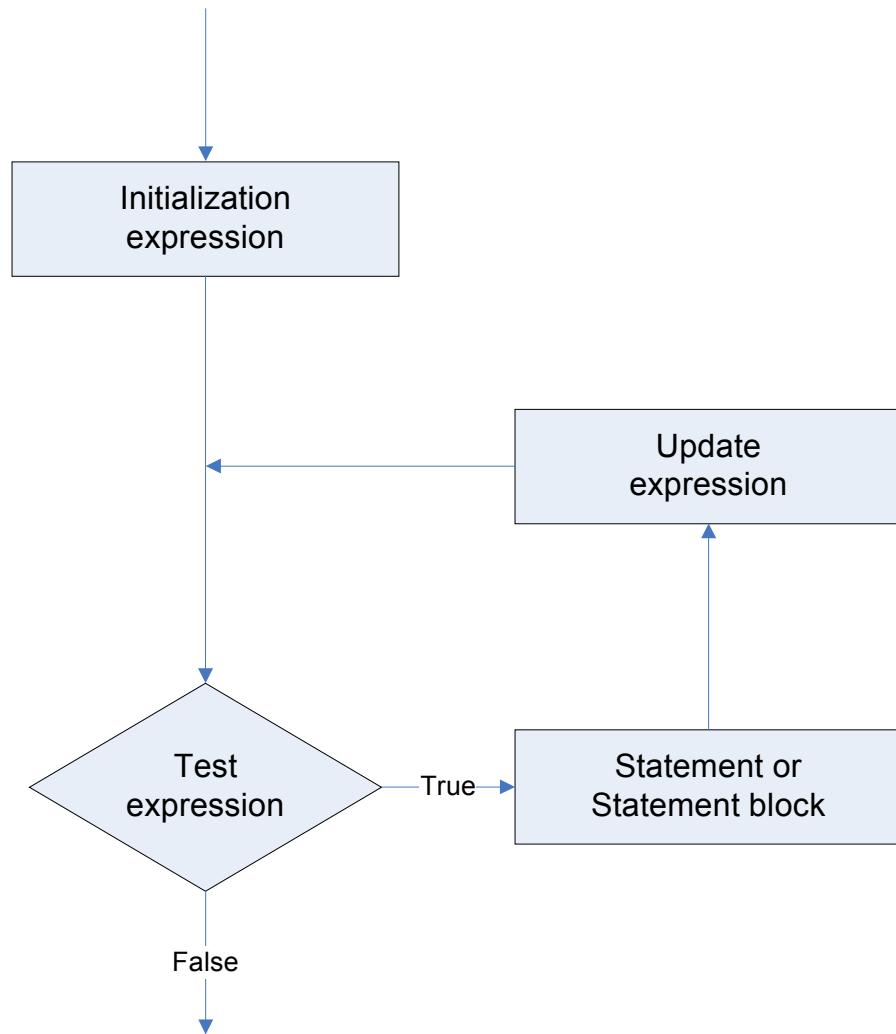 Initialization
expression
Update
expression
Test
expression
True
Statement or
Statement block
False